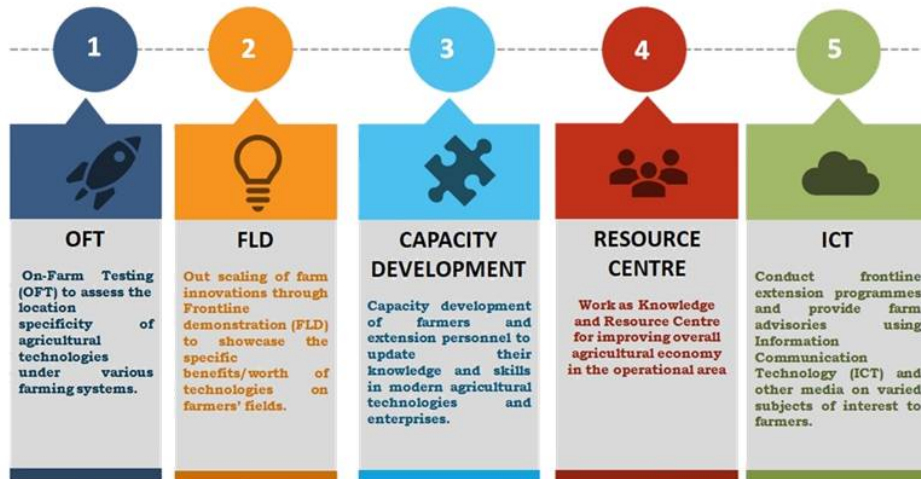 1
2
3
4
5
OFT
On-Farm Testing
(OFT) to assess the
location
specificity of
agricultural
technologies
under various
farming systems.
FLD
Out scaling of farm
innovations through
Frontline
demonstration (FLD)
to showcase the
specific
benefits/worth of
technologies on
farmers' fields.
CAPACITY
DEVELOPMENT
Capacity development
of farmers and
extension personnel to
update their
knowledge and skills
in modern agricultural
technologies and
enterprises.
RESOURCE
CENTRE
Work as Knowledge
and Resource Centre
for improving overall
agricultural economy
in the operational area
ICT
Conduct frontline
extension programmes
and provide farm
advisories using
Information
Communication
Technology (ICT) and
other media on varied
subjects of interest to
farmers.